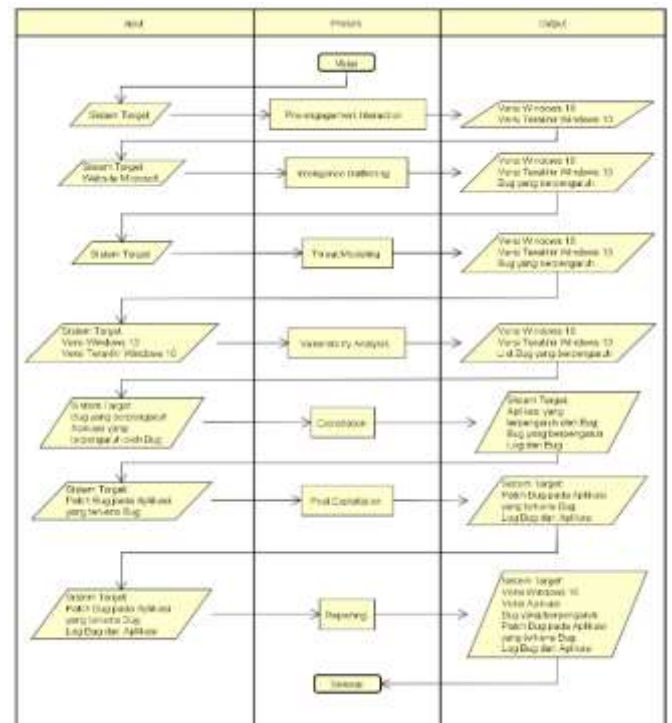 Input
Proses
Output
Mulai
Sistem Target
Pre-engagement Interaction
Versi Windows 10
Versi Terakhir Windows 10
Sistem Target
Website Microsoft
Intelligence Gathering
Versi Windows 10
Versi Terakhir Windows 10
Bug yang berpengaruh
Sistem Target
Threat Modeling
Versi Windows 10
Versi Terakhir Windows 10
Bug yang berpengaruh
Sistem Target
Versi Windows 10
Versi Terakhir Windows 10
Vulnerability Analysis
Versi Windows 10
Versi Terakhir Windows 10
List Bug yang berpengaruh
Sistem Target
Bug yang berpengaruh
Aplikasi yang
terpengaruh oleh Bug
Exploitation
Sistem Target
Aplikasi yang
terpengaruh dari Bug
Bug yang berpengaruh
Log dari Bug
Sistem Target
Patch Bug pada Aplikasi
yang terkena Bug
Post Exploitation
Sistem Target
Patch Bug pada Aplikasi
yang terkena Bug
Log Bug dari Aplikasi
Sistem Target
Patch Bug pada Aplikasi
yang terkena Bug
Log Bug dari Aplikasi
Reporting
Sistem Target
Versi Windows 10
Versi Aplikasi
Bug yang berpengaruh
Patch Bug pada Aplikasi
yang terkena Bug
Log Bug dari Aplikasi
Selesai